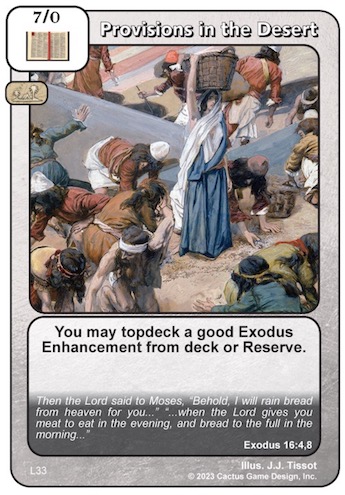 7/0
Provisions in the Desert
You may topdeck a good Exodus
Enhancement from deck or Reserve.
Then the Lord said to Moses, "Behold, I will rain bread
from heaven for you..." "...when the Lord gives you
meat to eat in the evening, and bread to the full in the
morning..."
Exodus 16:4,8
Illus. J.J. Tissot
L33
© 2023 Cactus Game Design, Inc.